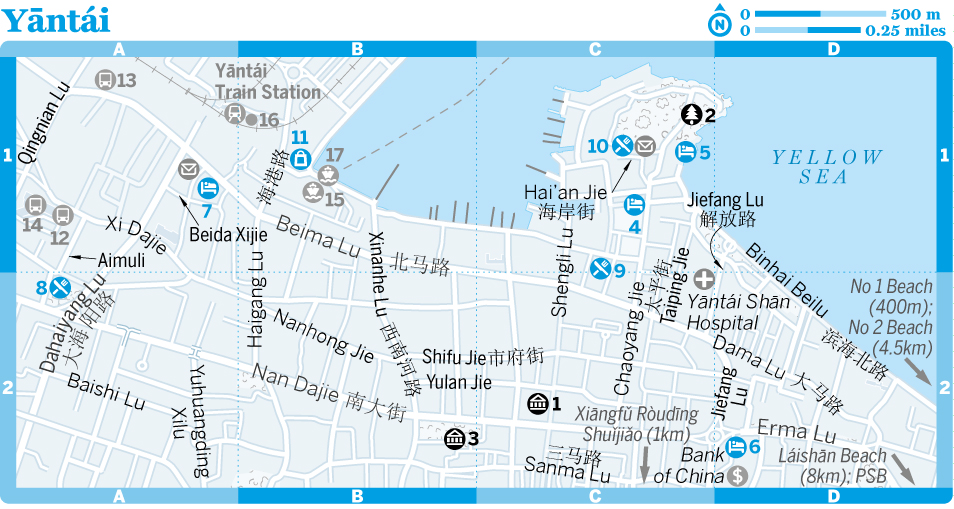 Yāntái
N
0 500 m
0 0.25 miles
A
B
C
D
1
2
1
2
A
B
C
D
Qingnian Lu
13
Yāntái
Train Station
16
11
海港路
17
15
7
Beida Xijie
14
12
Xi Dajie
Aimuli
8
Dahaiyang Lu
大海阳路
Baishi Lu
Yuhuangding
Xilu
Haigang Lu
Beima Lu 北马路
Xinanhe Lu 西南河路
Nanhong Jie
Nan Dajie 南大街
Shifu Jie 市府街
Yulan Jie
3
1
10
2
5
Hai'an Jie
海岸街
4
Shengli Lu
9
Chaoyang Jie
太平街
Taiping Jie
Jiefang Lu
解放路
YELLOW
SEA
Binhai Beilu
滨海北路
Yāntái Shān
Hospital
No 1 Beach
(400m);
No 2 Beach
(4.5km)
Dama Lu 大马路
Jiefang
Lu
Xiāngfū Ròudīng
Shuǐjiǎo (1km)
三马路
Sanma Lu
Bank
of China
$
6
Erma Lu
Láishān Beach
(8km); PSB